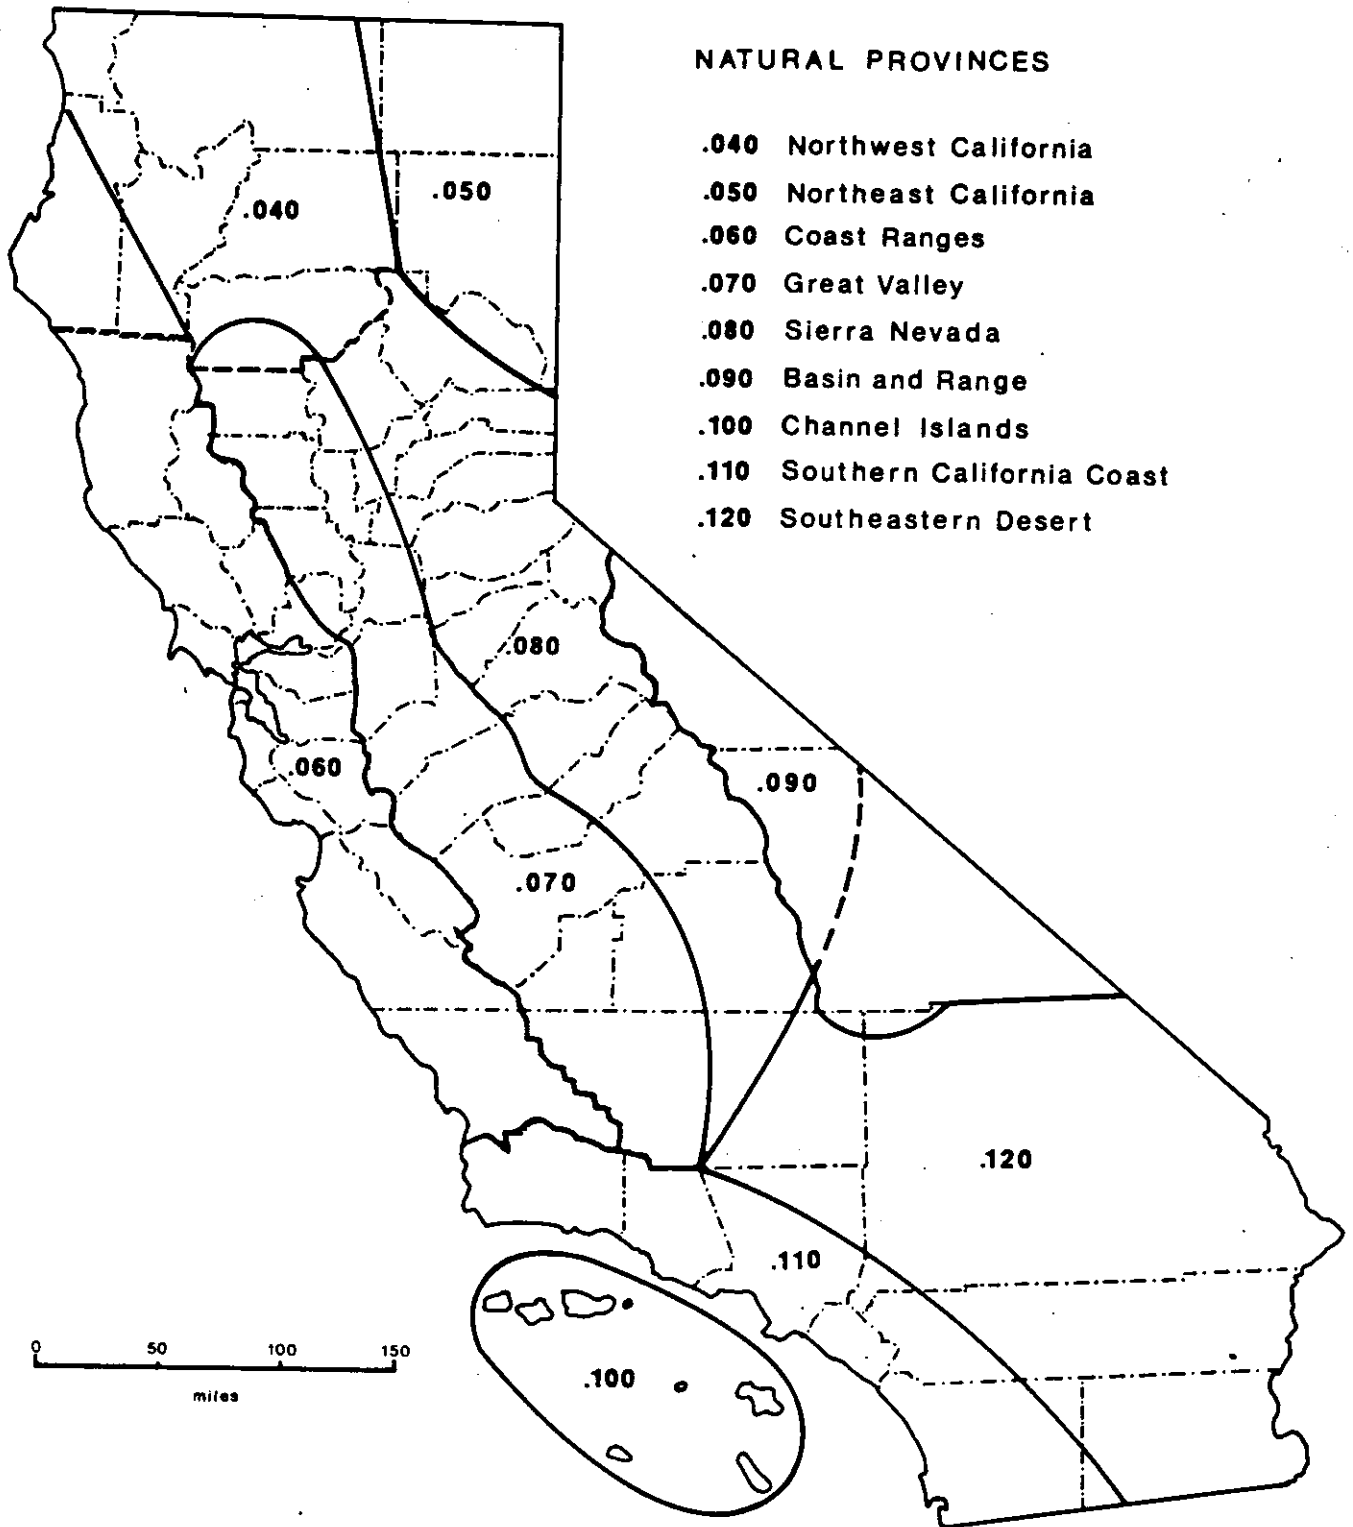 NATURAL PROVINCES
.040 Northwest California
.050 Northeast California
.060 Coast Ranges
.070 Great Valley
.080 Sierra Nevada
.090 Basin and Range
.100 Channel Islands
.110 Southern California Coast
.120 Southeastern Desert
.040
.050
.080
.060
.090
.070
.120
.110
.100
0 50 100 150
miles